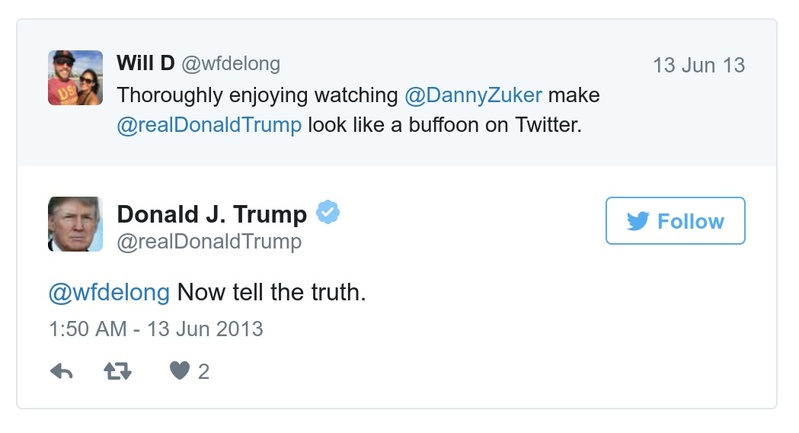 Will D @wfdelong 13 Jun 13
Thoroughly enjoying watching @DannyZuker make
@realDonaldTrump look like a buffoon on Twitter.
Donald J. Trump
@realDonaldTrump
Follow
@wfdelong Now tell the truth.
1:50 AM - 13 Jun 2013
2